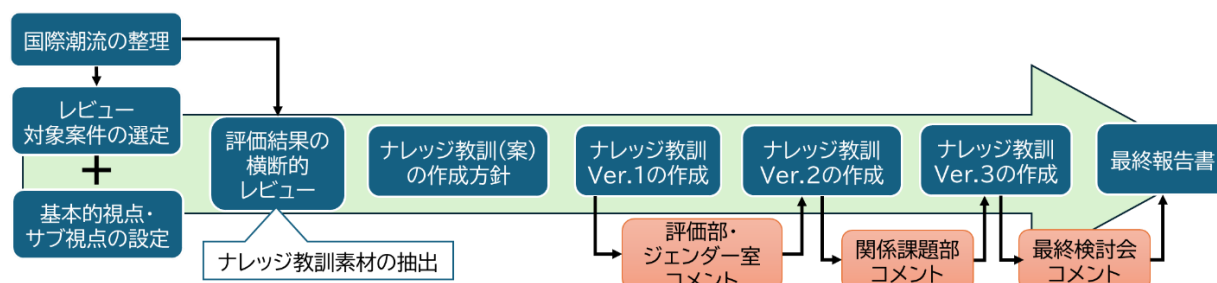 国際潮流の整理
レビュー
対象案件の選定
+
基本的視点・
サブ視点の設定
評価結果の
横断的
レビュー
ナレッジ教訓素材の抽出
ナレッジ教訓(案)
の作成方針
ナレッジ教訓
Ver.1の作成
評価部・
ジェンダー室
コメント
ナレッジ教訓
Ver.2の作成
関係課題部
コメント
ナレッジ教訓
Ver.3の作成
最終検討会
コメント
最終報告書